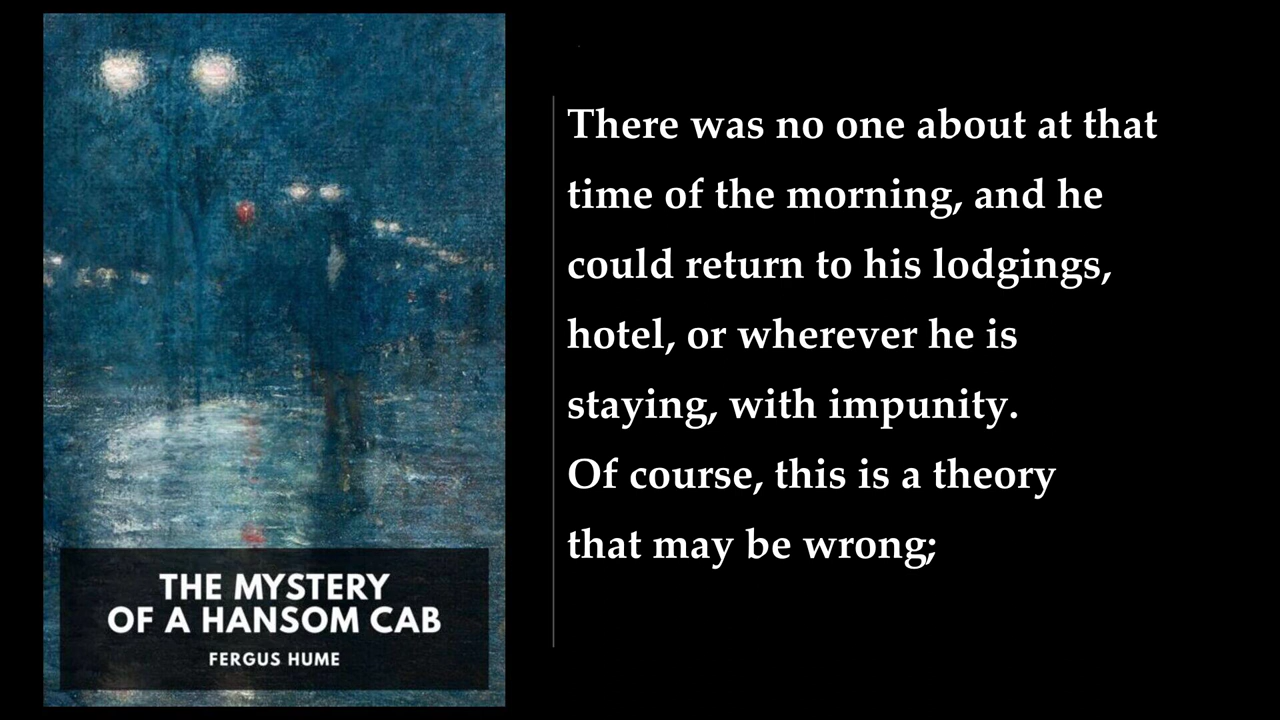 THE MYSTERY
OF A HANSOM CAB
FERGUS HUME
There was no one about at that
time of the morning, and he
could return to his lodgings,
hotel, or wherever he is
staying, with impunity.
Of course, this is a theory
that may be wrong;